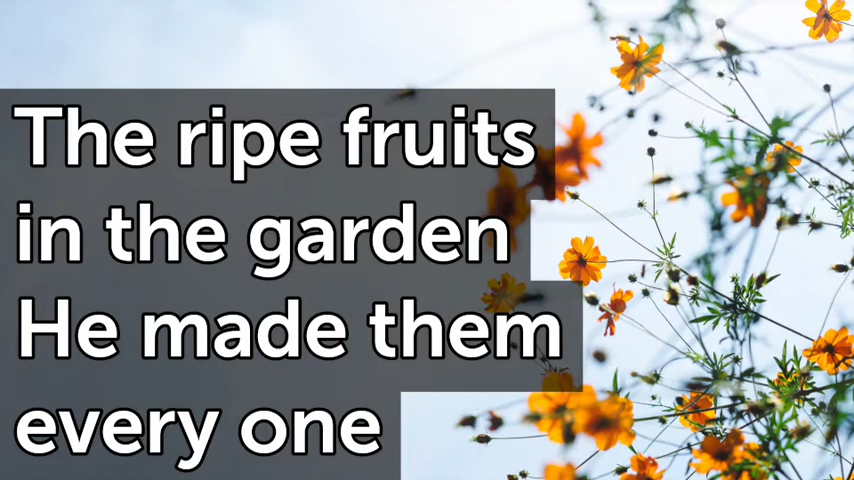 The ripe fruits
in the garden
He made them
every one